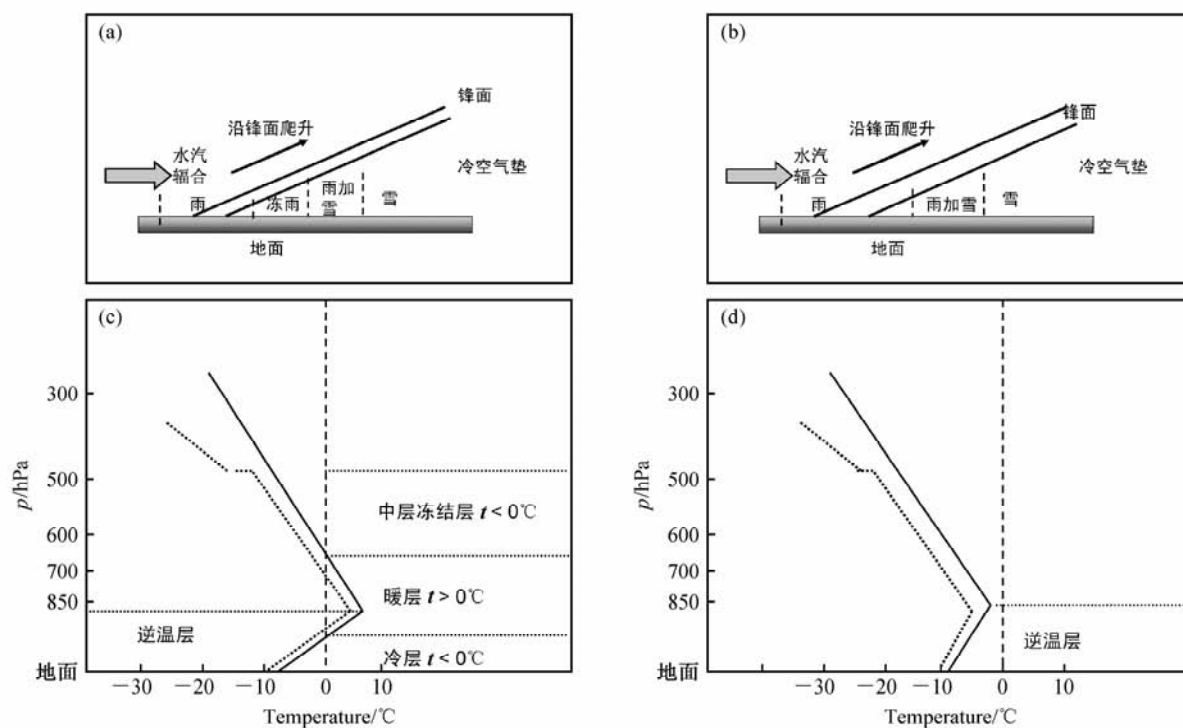 (a)
锋面
沿锋面爬升
水汽
辐合
冷空气垫
雨
冻雨
雨加
雪
雪
地面
(b)
锋面
沿锋面爬升
水汽
辐合
冷空气垫
雨
雨加雪
雪
地面
(c)
300
500
600
700
850
地面
p/hPa
中层冻结层 t < 0℃
暖层 t > 0℃
逆温层
冷层 t < 0℃
-30
-20
-10
0
10
Temperature/℃
(d)
300
500
600
700
850
地面
p/hPa
逆温层
-30
-20
-10
0
10
Temperature/℃